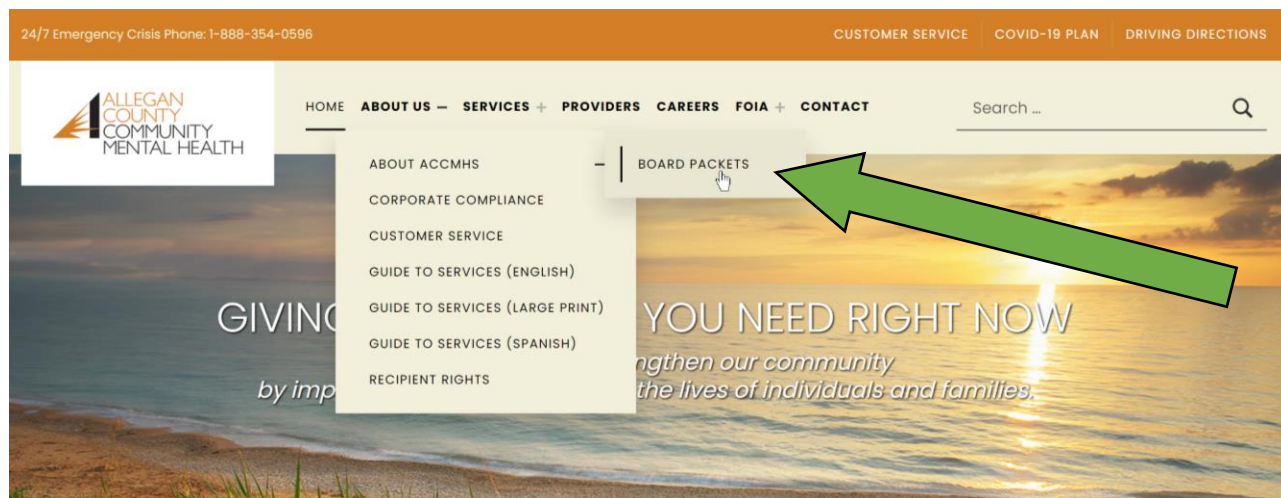 24/7 Emergency Crisis Phone: 1-888-354-0596
CUSTOMER SERVICE
COVID-19 PLAN
DRIVING DIRECTIONS
ALLEGAN
COUNTY
COMMUNITY
MENTAL HEALTH
HOME ABOUT US – SERVICES + PROVIDERS CAREERS FOIA + CONTACT
Search ...
ABOUT ACCMHS –
BOARD PACKETS
CORPORATE COMPLIANCE
CUSTOMER SERVICE
GUIDE TO SERVICES (ENGLISH)
GUIDE TO SERVICES (LARGE PRINT)
GUIDE TO SERVICES (SPANISH)
RECIPIENT RIGHTS
GIVING YOU NEED RIGHT NOW
our community
by the lives of individuals and families.